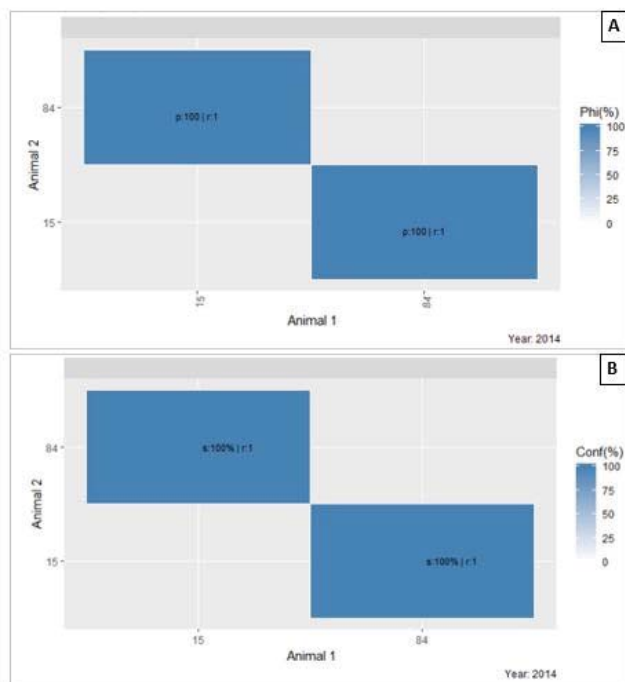 A
84
15
Animal 2
p:100 | r:1
p:100 | r:1
Phi(%)
100
75
50
25
0
15
84
Animal 1
Year: 2014
B
84
15
Animal 2
s:100% | r:1
s:100% | r:1
Conf(%)
100
75
50
25
0
15
84
Animal 1
Year: 2014